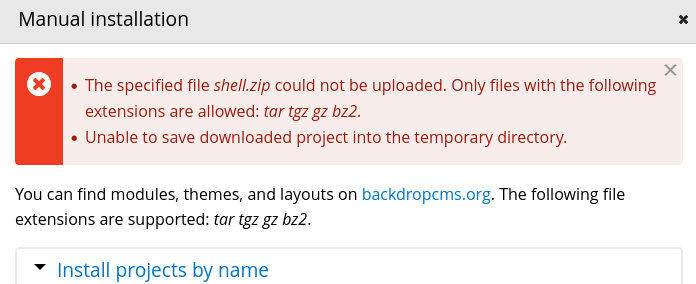 Manual installation
The specified file shell.zip could not be uploaded. Only files with the following
extensions are allowed: tar tgz gz bz2.
Unable to save downloaded project into the temporary directory.
You can find modules, themes, and layouts on backdropcms.org. The following file
extensions are supported: tar tgz gz bz2.
Install projects by name